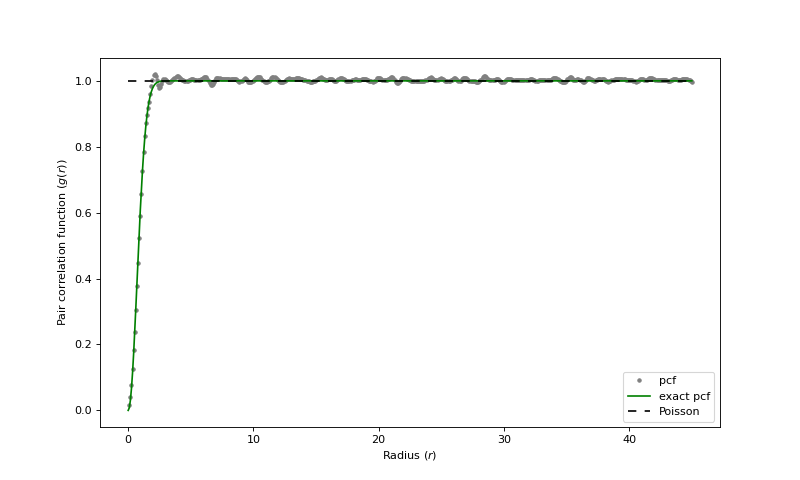 1.0
0.8
0.6
0.4
0.2
0.0
Pair correlation function (g(r))
0
10
20
30
40
Radius (r)
pcf
exact pcf
Poisson